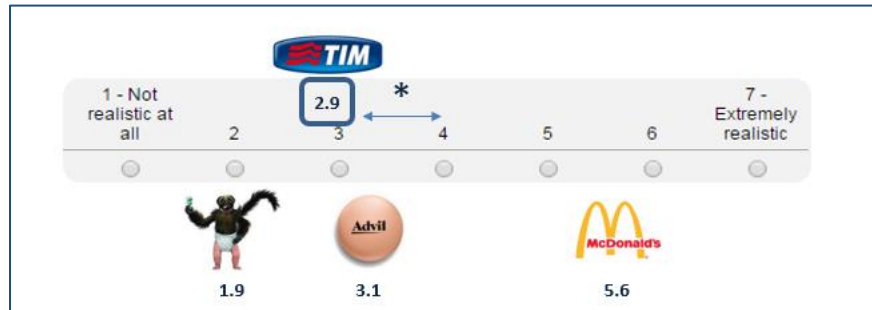 TIM
1 - Not
realistic at
all
2
2.9
3
*
4
5
6
7 -
Extremely
realistic
Advil
McDonald's
1.9
3.1
5.6